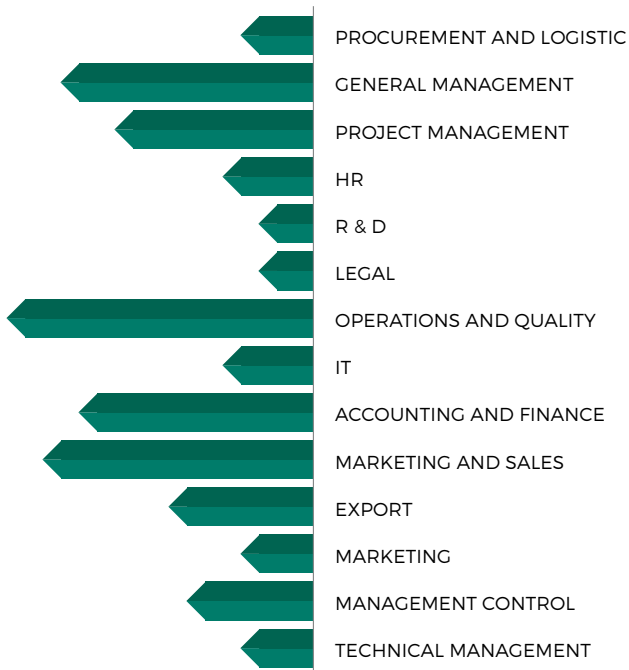 PROCUREMENT AND LOGISTIC
GENERAL MANAGEMENT
PROJECT MANAGEMENT
HR
R & D
LEGAL
OPERATIONS AND QUALITY
IT
ACCOUNTING AND FINANCE
MARKETING AND SALES
EXPORT
MARKETING
MANAGEMENT CONTROL
TECHNICAL MANAGEMENT